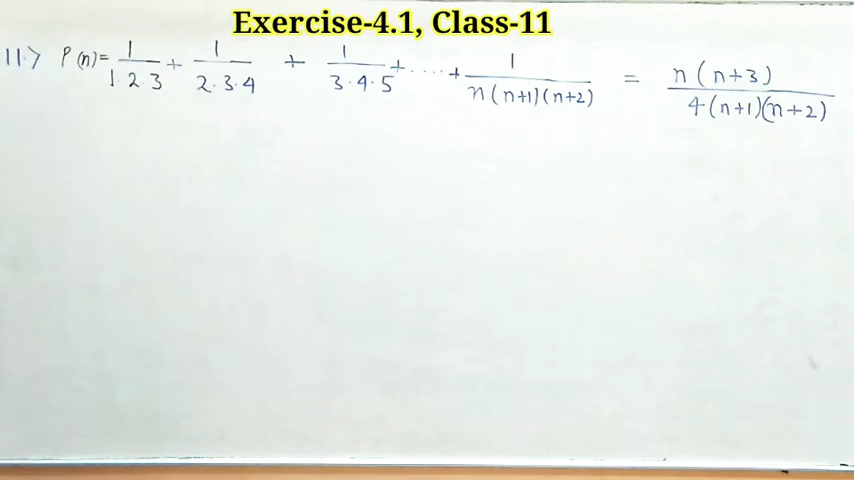 Exercise-4.1, Class-11
11.> P(n)= 1/1·2·3 + 1/2·3·4 + 1/3·4·5 + ..... + 1/n(n+1)(n+2) = n(n+3)/4(n+1)(n+2)